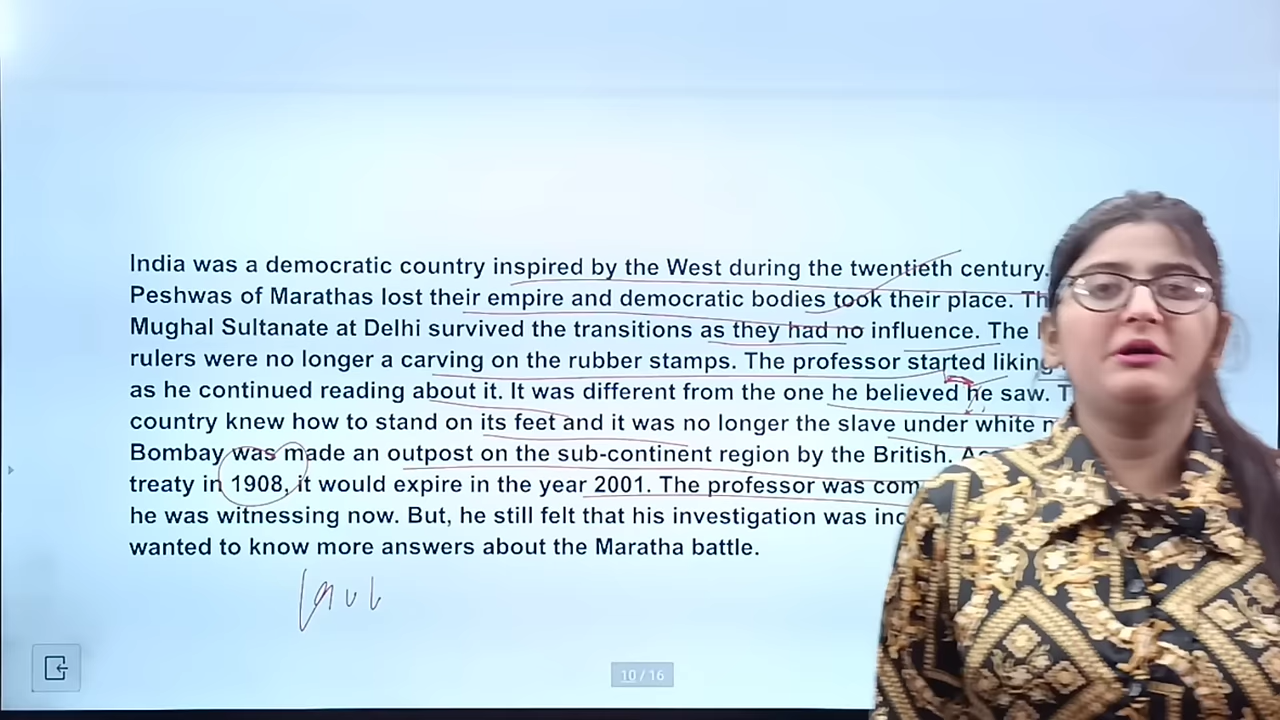 India was a democratic country inspired by the West during the twentieth century.
Peshwas of Marathas lost their empire and democratic bodies took their place.
Mughal Sultanate at Delhi survived the transitions as they had no influence. The
rulers were no longer a carving on the rubber stamps. The professor started liking
as he continued reading about it. It was different from the one he believed he saw.
country knew how to stand on its feet and it was no longer the slave under white
Bombay was made an outpost on the sub-continent region by the British.
treaty in 1908, it would expire in the year 2001. The professor was
he was witnessing now. But, he still felt that his investigation was
wanted to know more answers about the Maratha battle.
10 / 16